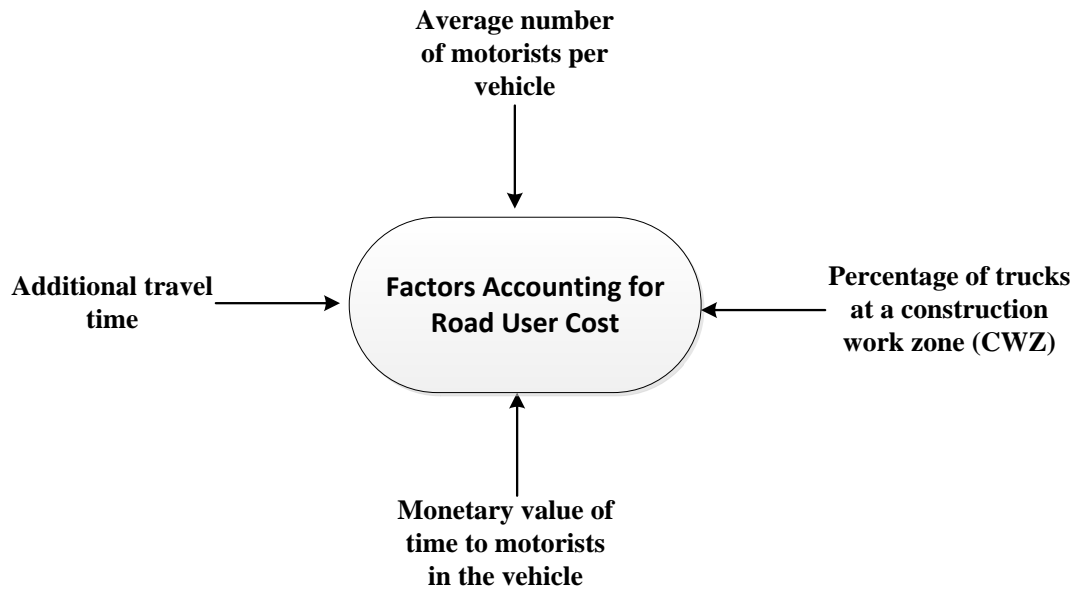 Average number
of motorists per
vehicle
Additional travel
time
Factors Accounting for
Road User Cost
Percentage of trucks
at a construction
work zone (CWZ)
Monetary value of
time to motorists
in the vehicle